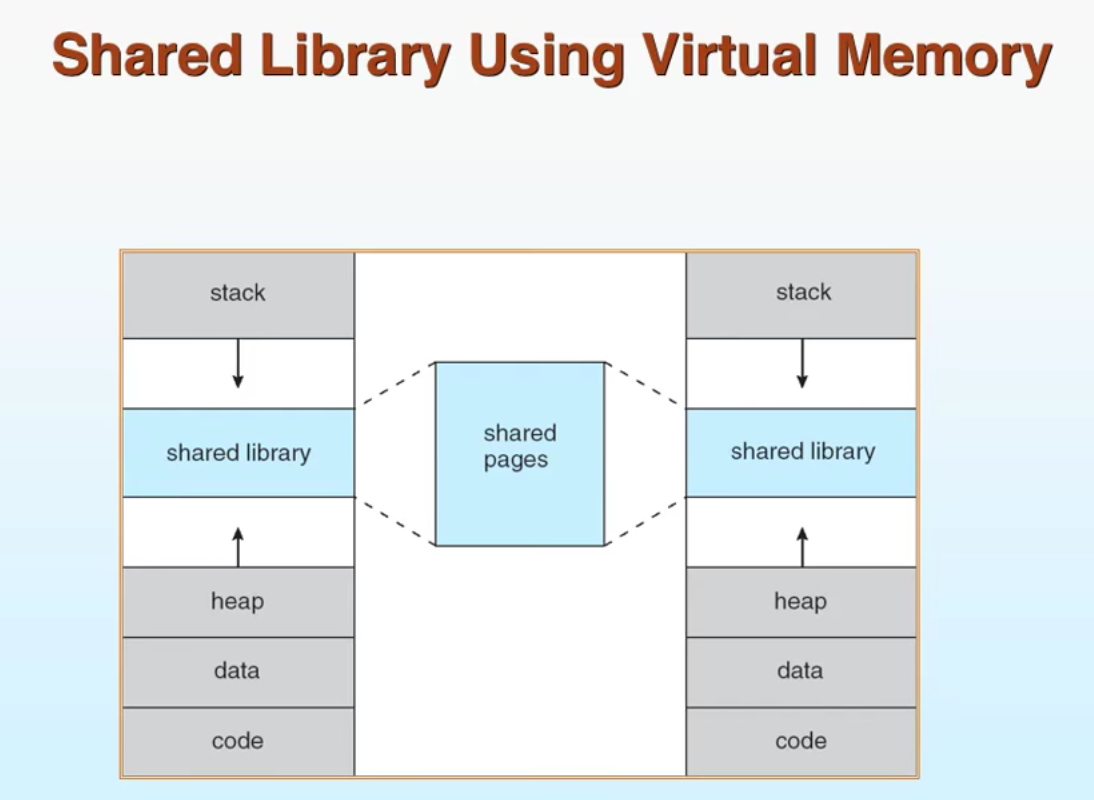 Shared Library Using Virtual Memory
stack
stack
shared
pages
shared library
shared library
heap
heap
data
data
code
code